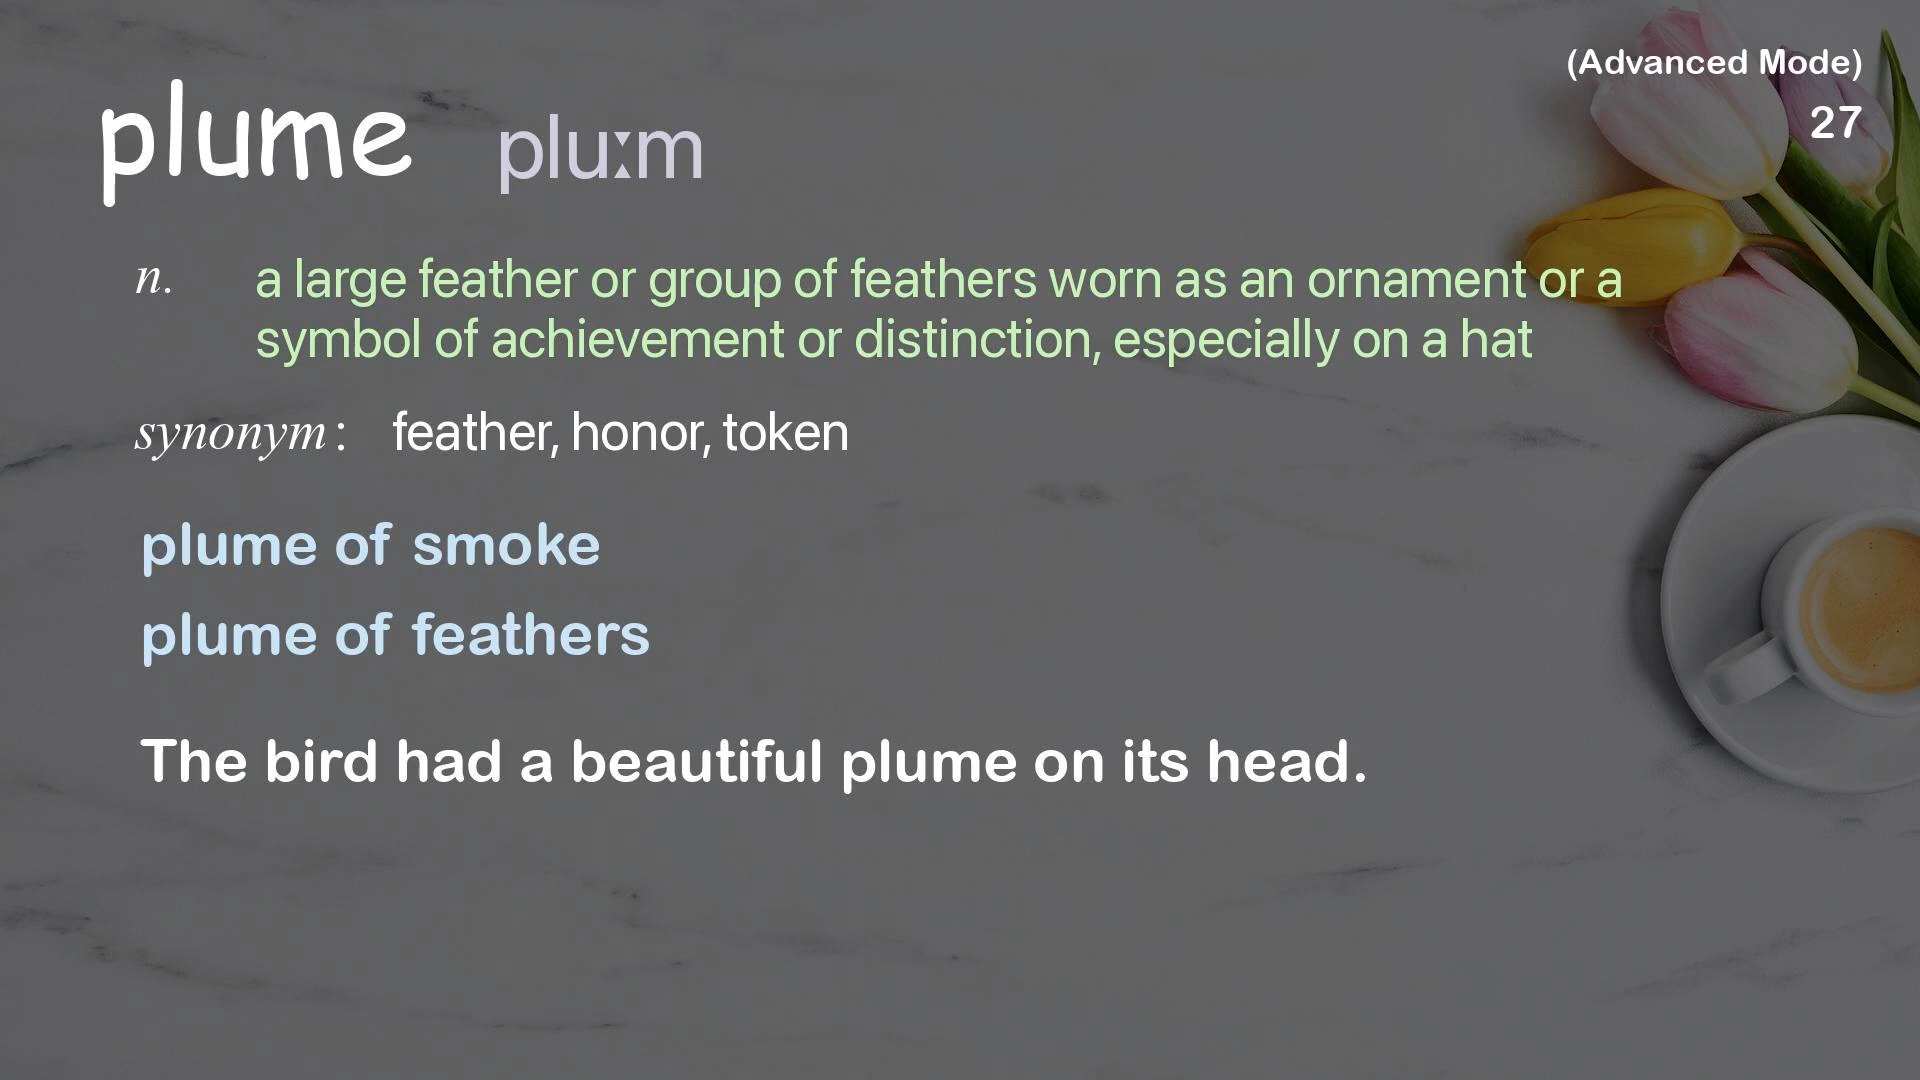 (Advanced Mode)
27
plume pluːm
n. a large feather or group of feathers worn as an ornament or a
symbol of achievement or distinction, especially on a hat
synonym: feather, honor, token
plume of smoke
plume of feathers
The bird had a beautiful plume on its head.